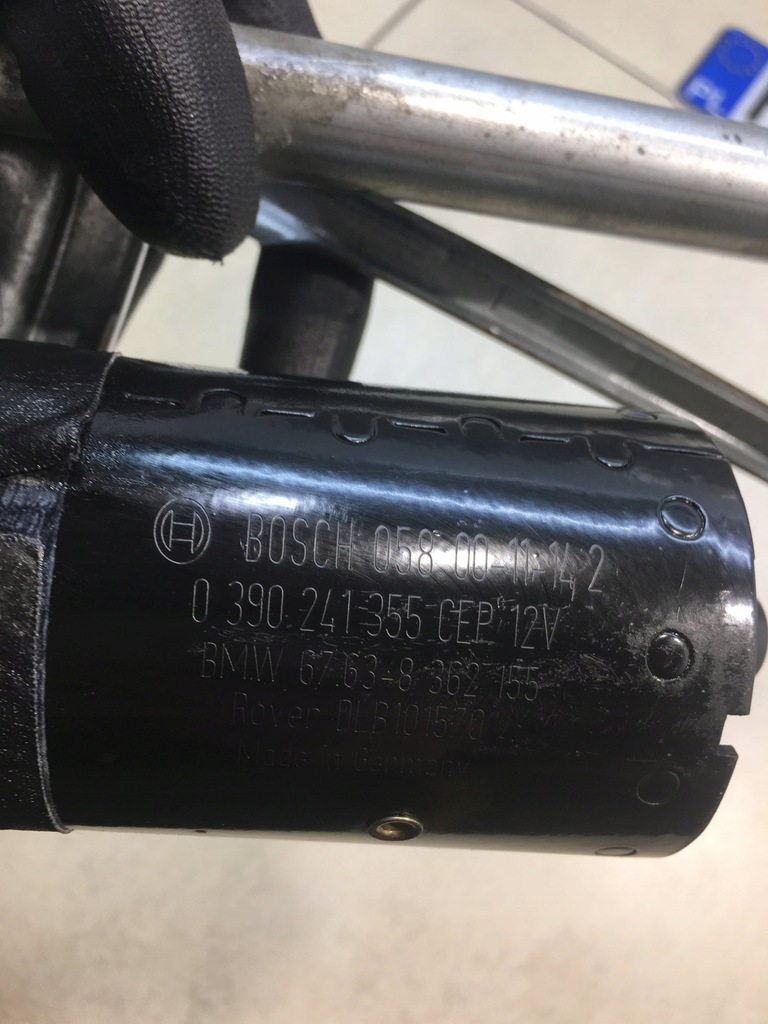 PL
BOSCH 058 00-11-14 2
0 390 241 355 CEP 12V
BMW 67.63-8 362 155
Rover DLB101570
Made in Germany